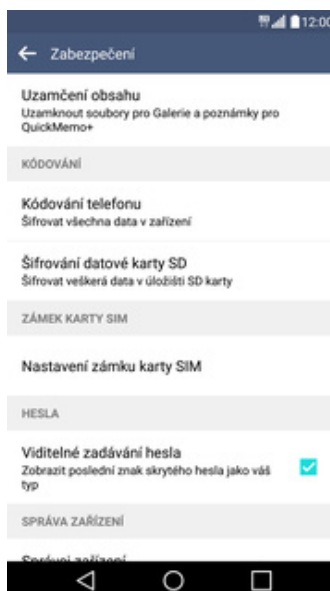 12:00
Zabezpečení
Uzamčení obsahu
Uzamknout soubory pro Galerie a poznámky pro
QuickMemo+
KÓDOVÁNÍ
Kódování telefonu
Šifrovat všechna data v zařízení
Šifrování datové karty SD
Šifrovat veškerá data v úložišti SD karty
ZÁMEK KARTY SIM
Nastavení zámku karty SIM
HESLA
Viditelné zadávání hesla
Zobrazit poslední znak skrytého hesla jako váš
typ
SPRÁVA ZAŘÍZENÍ
Správci zařízení